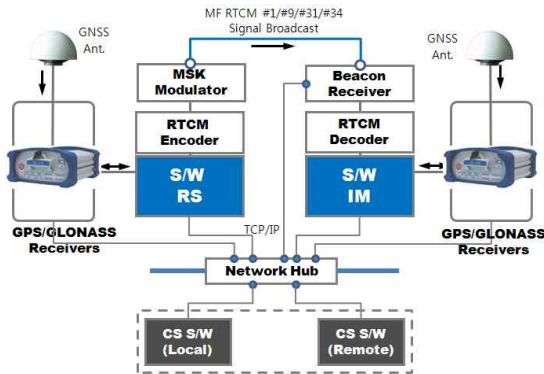 MF RTCM #1/#9/#31/#34
Signal Broadcast
GNSS
Ant.
GNSS
Ant.
MSK
Modulator
Beacon
Receiver
RTCM
Encoder
RTCM
Decoder
S/W
RS
S/W
IM
GPS/GLONASS
Receivers
TCP/IP
GPS/GLONASS
Receivers
Network Hub
CS S/W
(Local)
CS S/W
(Remote)